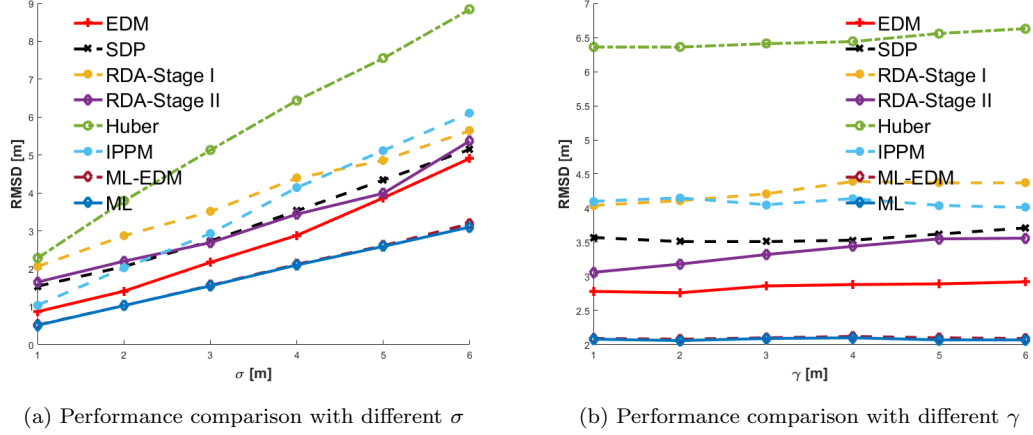 9
8
7
6
5
4
3
2
1
0
RMSD [m]
EDM
SDP
RDA-Stage I
RDA-Stage II
Huber
IPPM
ML-EDM
ML
1 2 3 4 5 6
σ [m]
(a) Performance comparison with different σ
7
6.5
6
5.5
5
4.5
4
3.5
3
2.5
2
RMSD [m]
EDM
SDP
RDA-Stage I
RDA-Stage II
Huber
IPPM
ML-EDM
ML
1 2 3 4 5 6
γ [m]
(b) Performance comparison with different γ